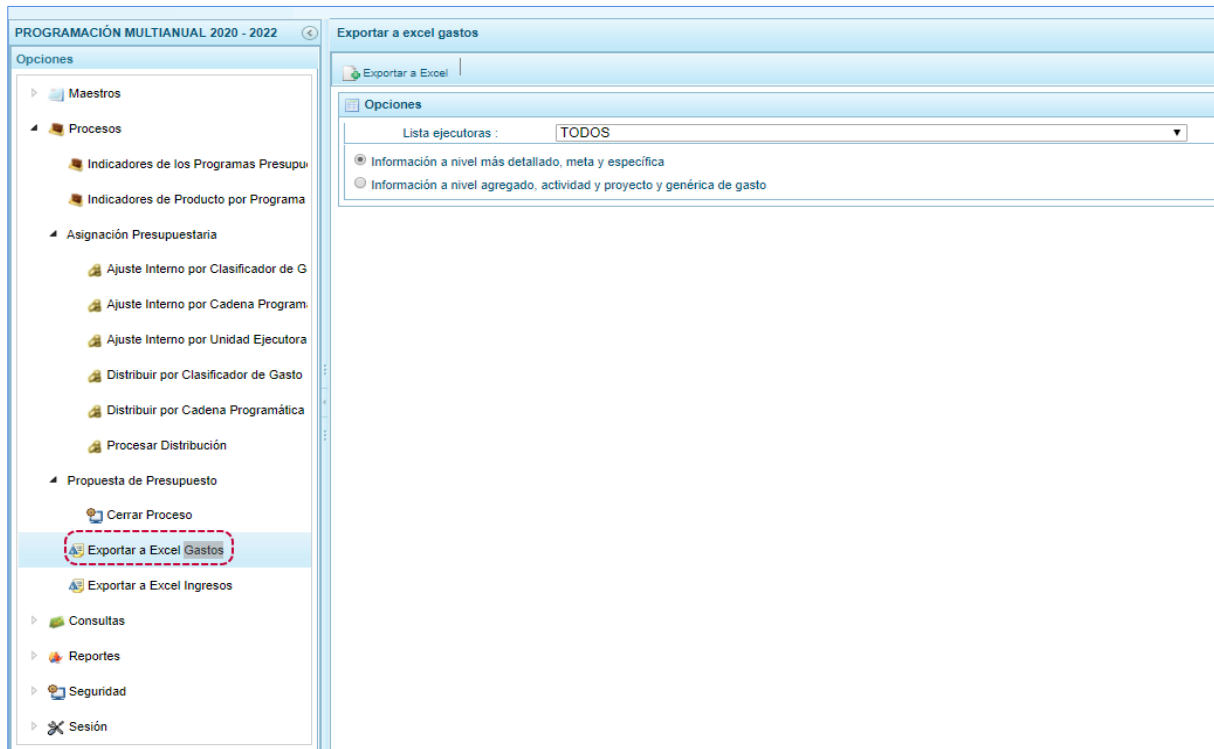 PROGRAMACIÓN MULTIANUAL 2020 - 2022
Opciones
Maestros
Procesos
Indicadores de los Programas Presupu
Indicadores de Producto por Programa
Asignación Presupuestaria
Ajuste Interno por Clasificador de G
Ajuste Interno por Cadena Program
Ajuste Interno por Unidad Ejecutora
Distribuir por Clasificador de Gasto
Distribuir por Cadena Programática
Procesar Distribución
Propuesta de Presupuesto
Cerrar Proceso
Exportar a Excel Gastos
Exportar a Excel Ingresos
Consultas
Reportes
Seguridad
Sesión
Exportar a excel gastos
Exportar a Excel
Opciones
Lista ejecutoras : TODOS
Información a nivel más detallado, meta y específica
Información a nivel agregado, actividad y proyecto y genérica de gasto